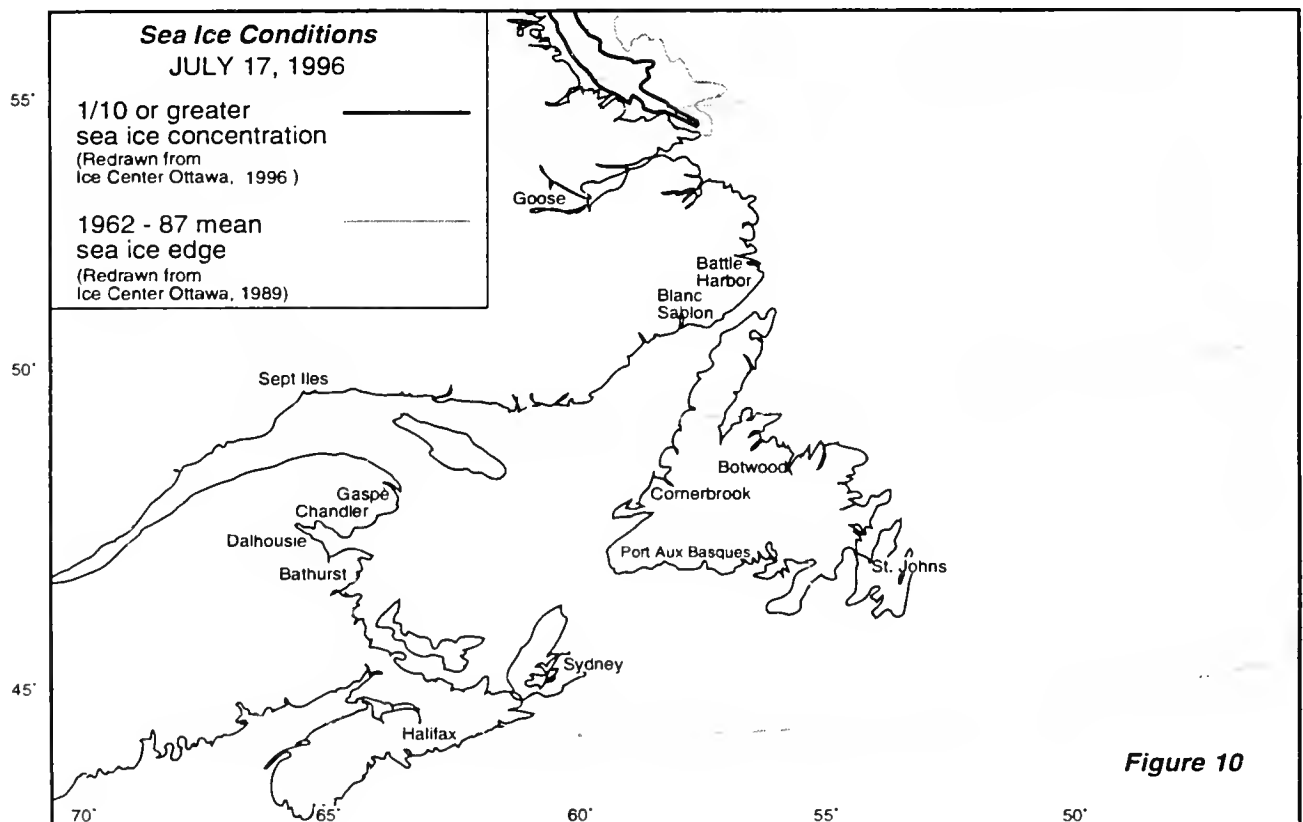 Sea Ice Conditions
JULY 17, 1996
1/10 or greater
sea ice concentration
(Redrawn from
Ice Center Ottawa, 1996 )
1962 - 87 mean
sea ice edge
(Redrawn from
Ice Center Ottawa, 1989)
55°
Goose
Battle
Harbor
Blanc
Sablon
50°
Sept Iles
Botwood
Cornerbrook
Gaspé
Chandler
Dalhousie
Port Aux Basques
St. Johns
Bathurst
Sydney
45°
Halifax
Figure 10
70°
65°
60°
55°
50°